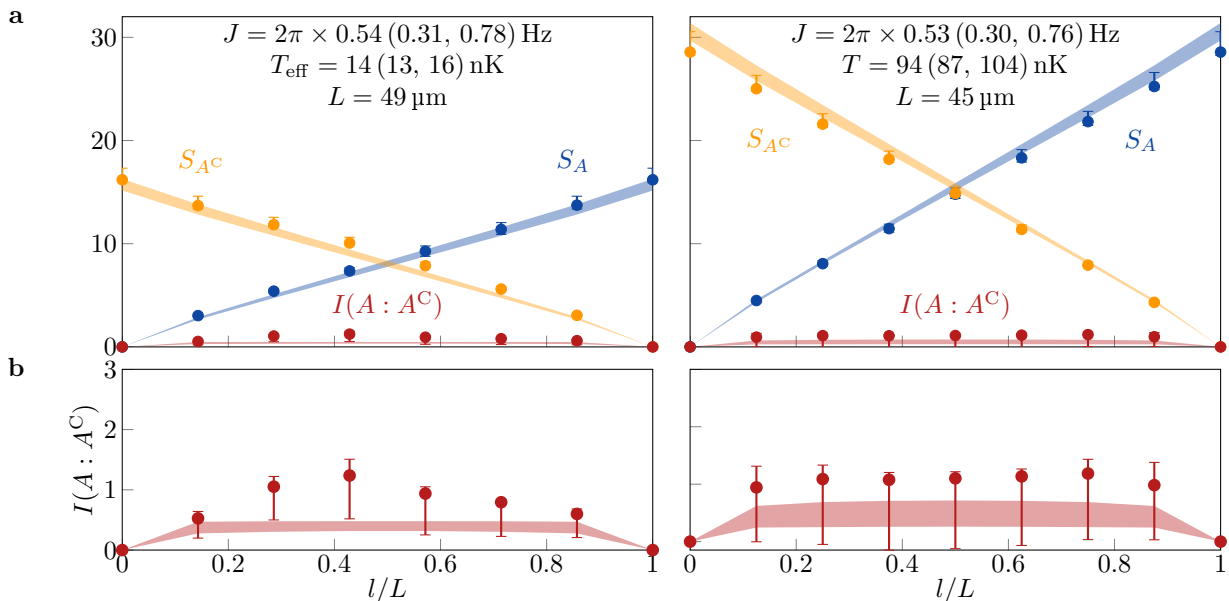 a
J = 2π × 0.54 (0.31, 0.78) Hz
T_eff = 14 (13, 16) nK
L = 49 µm
30
20
10
0
S_{A^C}
S_A
I(A : A^C)
J = 2π × 0.53 (0.30, 0.76) Hz
T = 94 (87, 104) nK
L = 45 µm
S_{A^C}
S_A
I(A : A^C)
b
I(A : A^C)
3
2
1
0
0 0.2 0.4 0.6 0.8 1
l/L
0 0.2 0.4 0.6 0.8 1
l/L